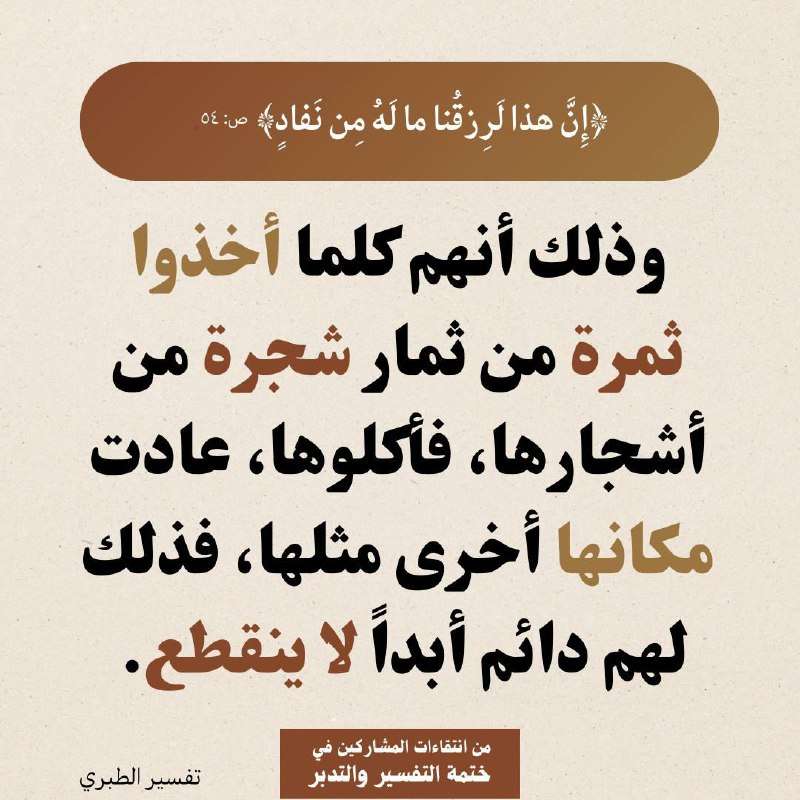 ﴿إِنَّ هذا لَرِزقُنا ما لَهُ مِن نَفادٍ﴾ ص: ٥٤
وذلك أنهم كلما أخذوا
ثمرة من ثمار شجرة من
أشجارها، فأكلوها، عادت
مكانها أخرى مثلها، فذلك
لهم دائم أبداً لا ينقطع.
من انتقاءات المشاركين في
ختمة التفسير والتدبر
تفسير الطبري